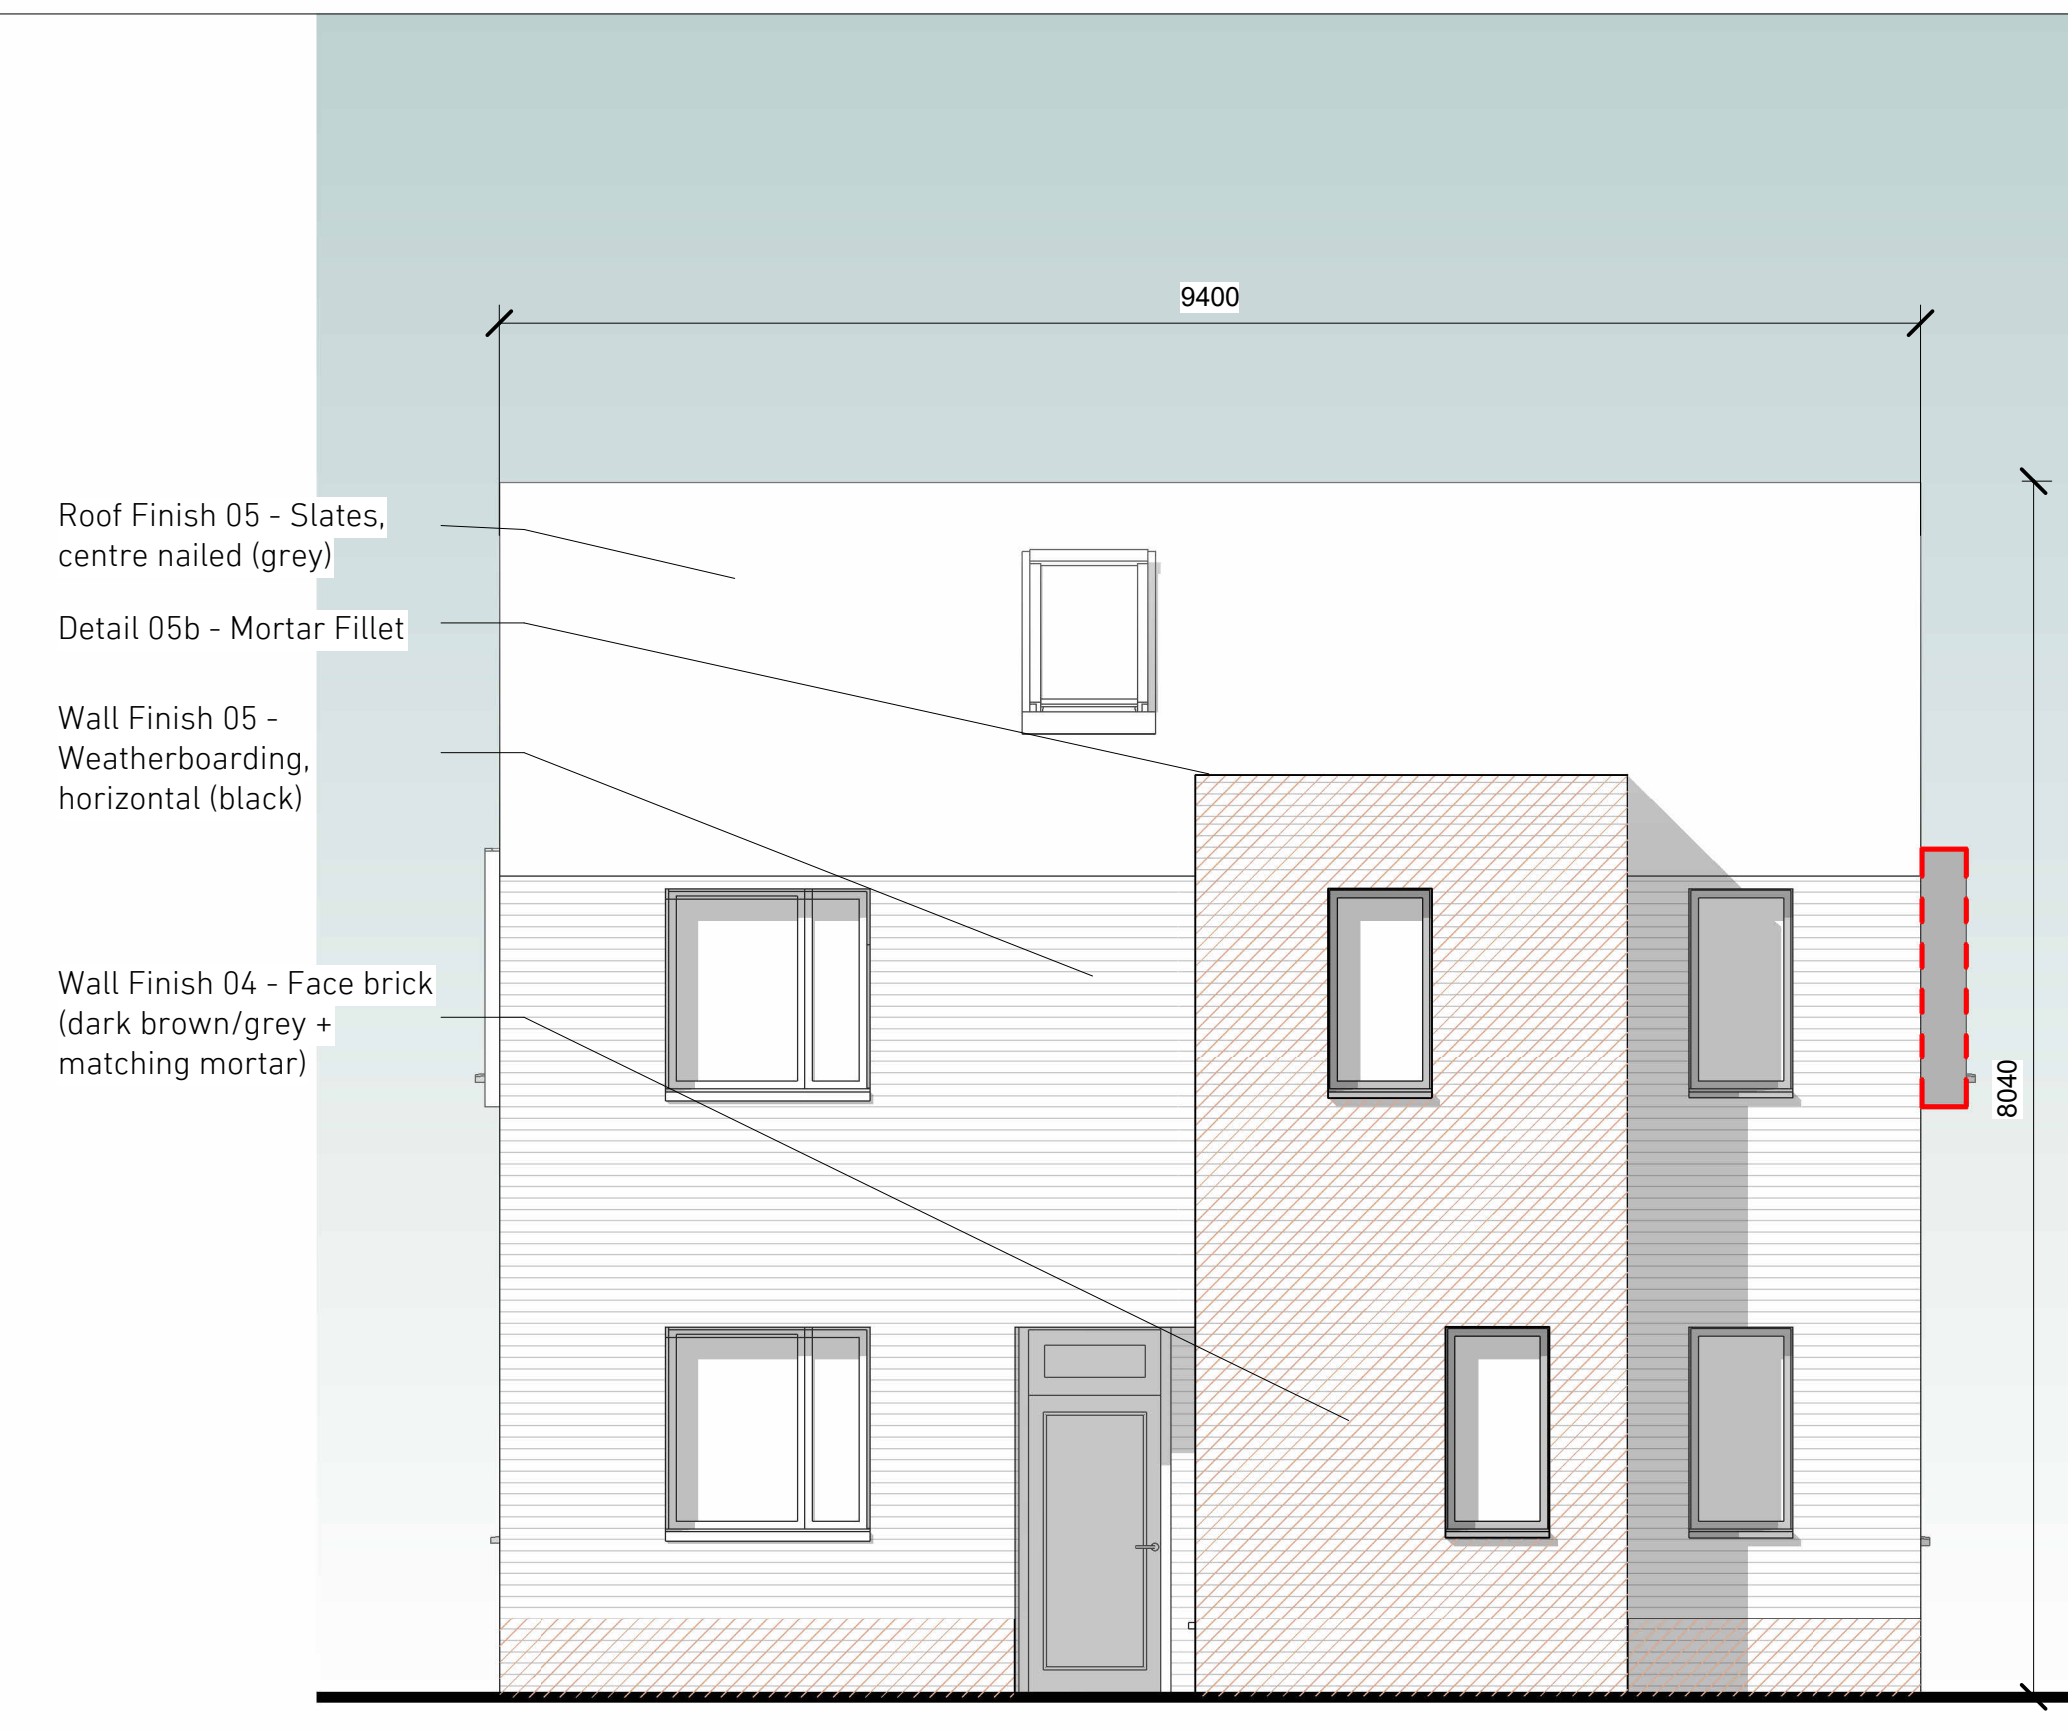 9400
Roof Finish 05 - Slates,
centre nailed (grey)
Detail 05b - Mortar Fillet
Wall Finish 05 -
Weatherboarding,
horizontal (black)
Wall Finish 04 - Face brick
(dark brown/grey +
matching mortar)
8040